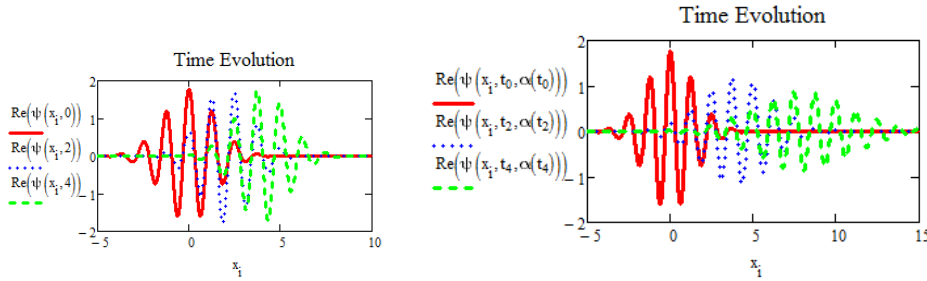 Time Evolution
Re(ψ(x_i, 0))
Re(ψ(x_i, 2))
Re(ψ(x_i, 4))
2
1
0
−1
−2
−5
0
5
10
x_i
Time Evolution
Re(ψ(x_i, t_0, α(t_0)))
Re(ψ(x_i, t_2, α(t_2)))
Re(ψ(x_i, t_4, α(t_4)))
2
1
0
−1
−2
−5
0
5
10
15
x_i